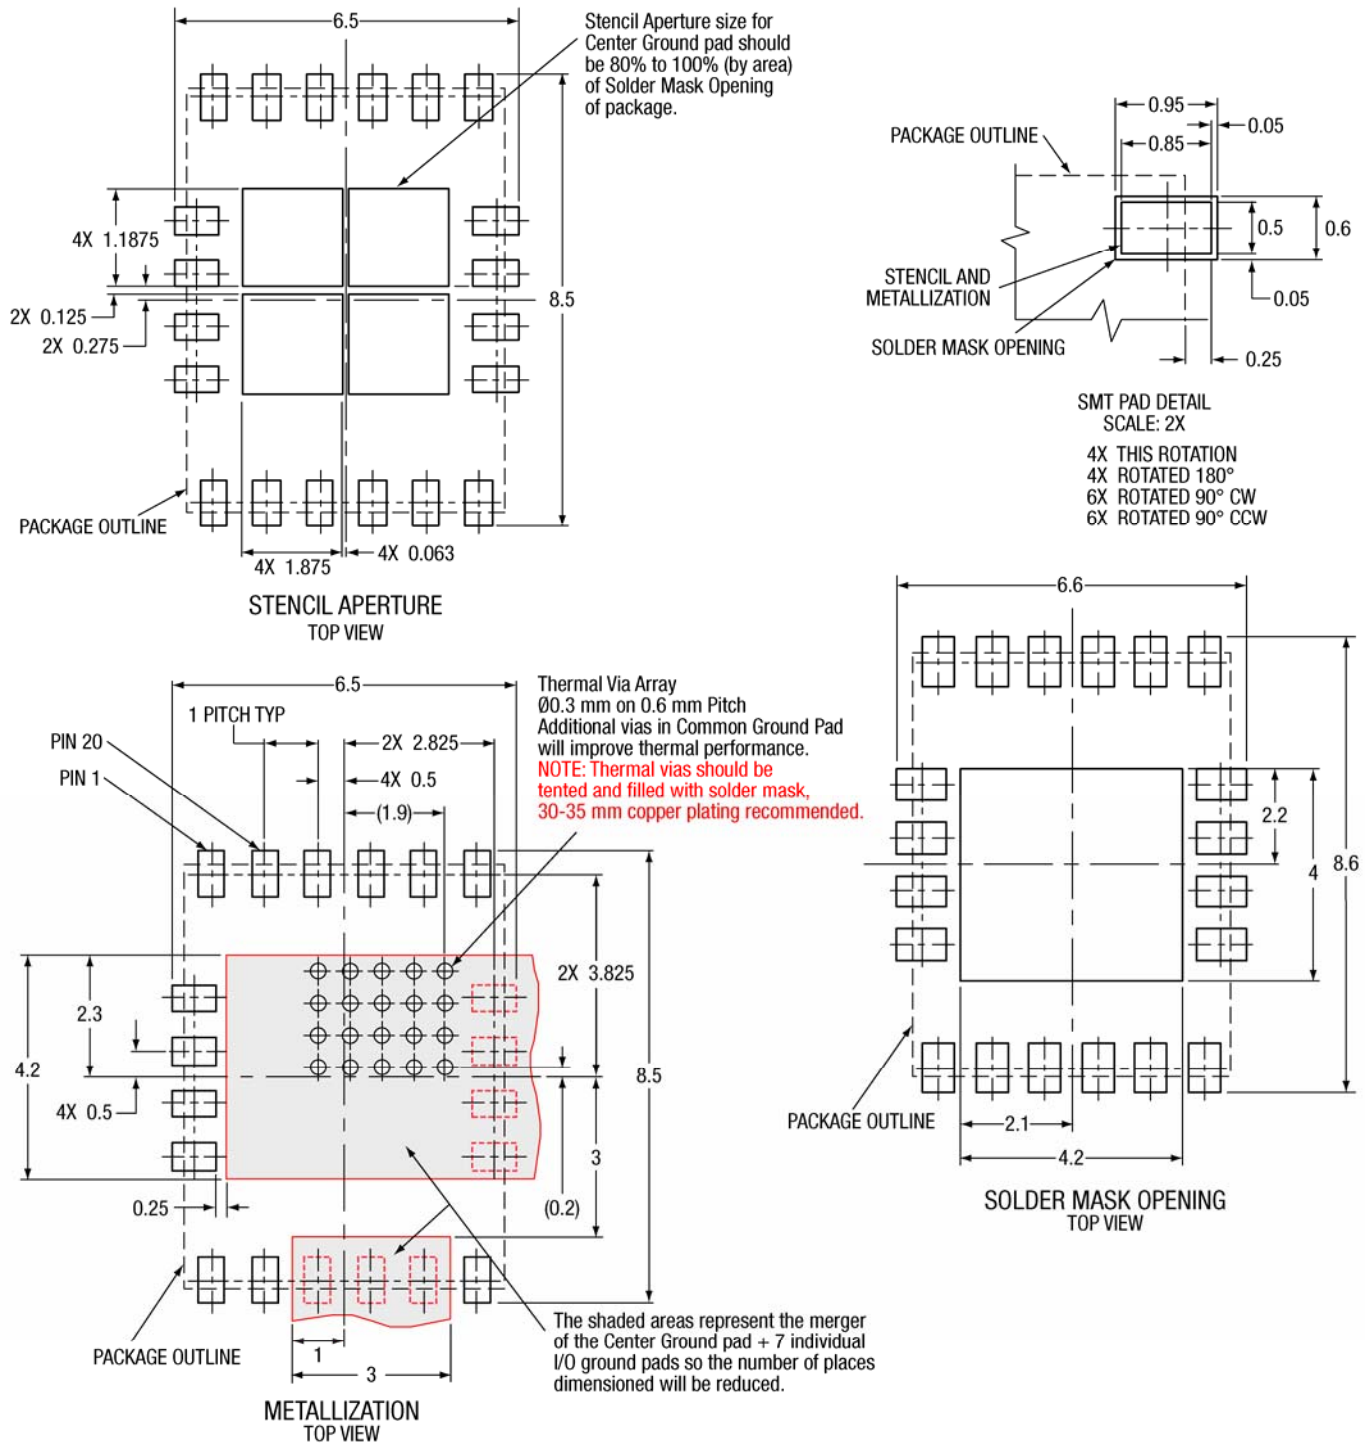 6.5
Stencil Aperture size for
Center Ground pad should
be 80% to 100% (by area)
of Solder Mask Opening
of package.
4X 1.1875
2X 0.125
2X 0.275
8.5
PACKAGE OUTLINE
4X 0.063
4X 1.875
STENCIL APERTURE
TOP VIEW
0.95
0.05
PACKAGE OUTLINE
0.85
0.5
0.6
STENCIL AND
METALLIZATION
0.05
SOLDER MASK OPENING
0.25
SMT PAD DETAIL
SCALE: 2X
4X THIS ROTATION
4X ROTATED 180°
6X ROTATED 90° CW
6X ROTATED 90° CCW
6.5
1 PITCH TYP
PIN 20
PIN 1
2X 2.825
4X 0.5
(1.9)
Thermal Via Array
Ø0.3 mm on 0.6 mm Pitch
Additional vias in Common Ground Pad
will improve thermal performance.
NOTE: Thermal vias should be
tented and filled with solder mask,
30-35 mm copper plating recommended.
2X 3.825
2.3
4.2
8.5
4X 0.5
3
0.25
(0.2)
PACKAGE OUTLINE
1
3
The shaded areas represent the merger
of the Center Ground pad + 7 individual
I/O ground pads so the number of places
dimensioned will be reduced.
METALLIZATION
TOP VIEW
6.6
2.2
4
8.6
PACKAGE OUTLINE
2.1
4.2
SOLDER MASK OPENING
TOP VIEW